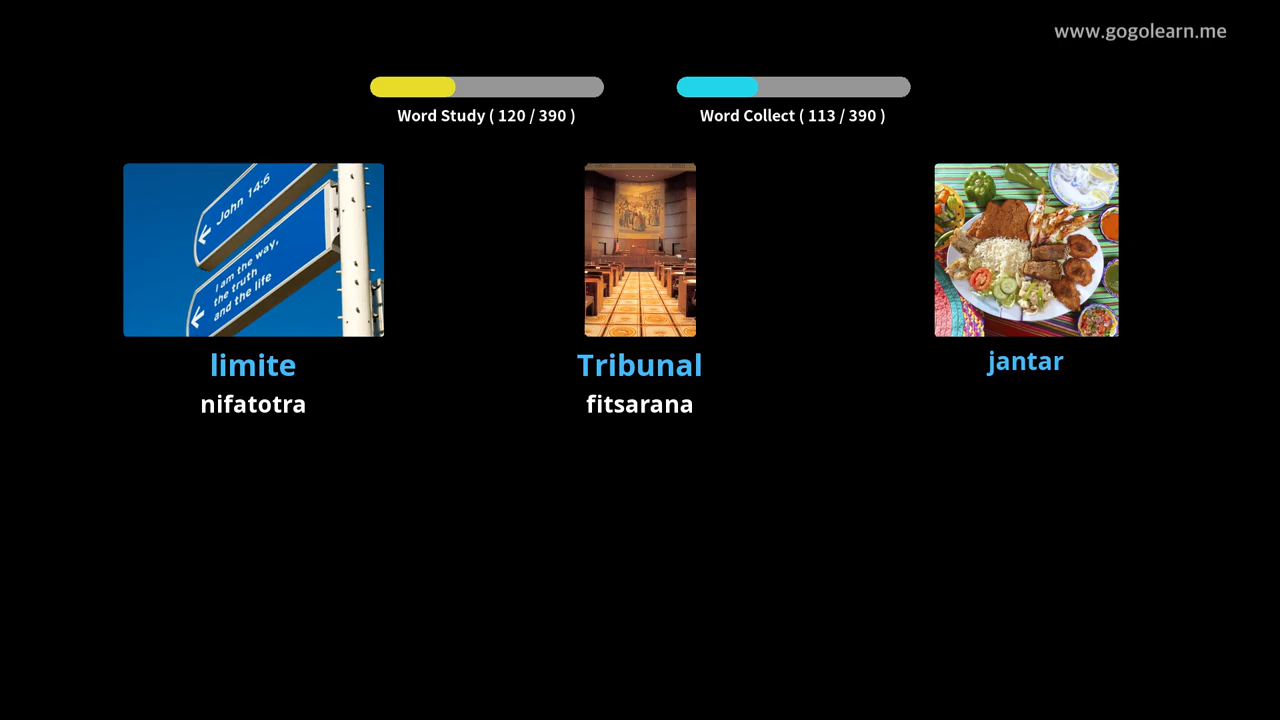 www.gogolearn.me
Word Study ( 120 / 390 )
Word Collect ( 113 / 390 )
John 14:6
I am the way,
the truth
and the life
limite
Tribunal
jantar
nifatotra
fitsarana